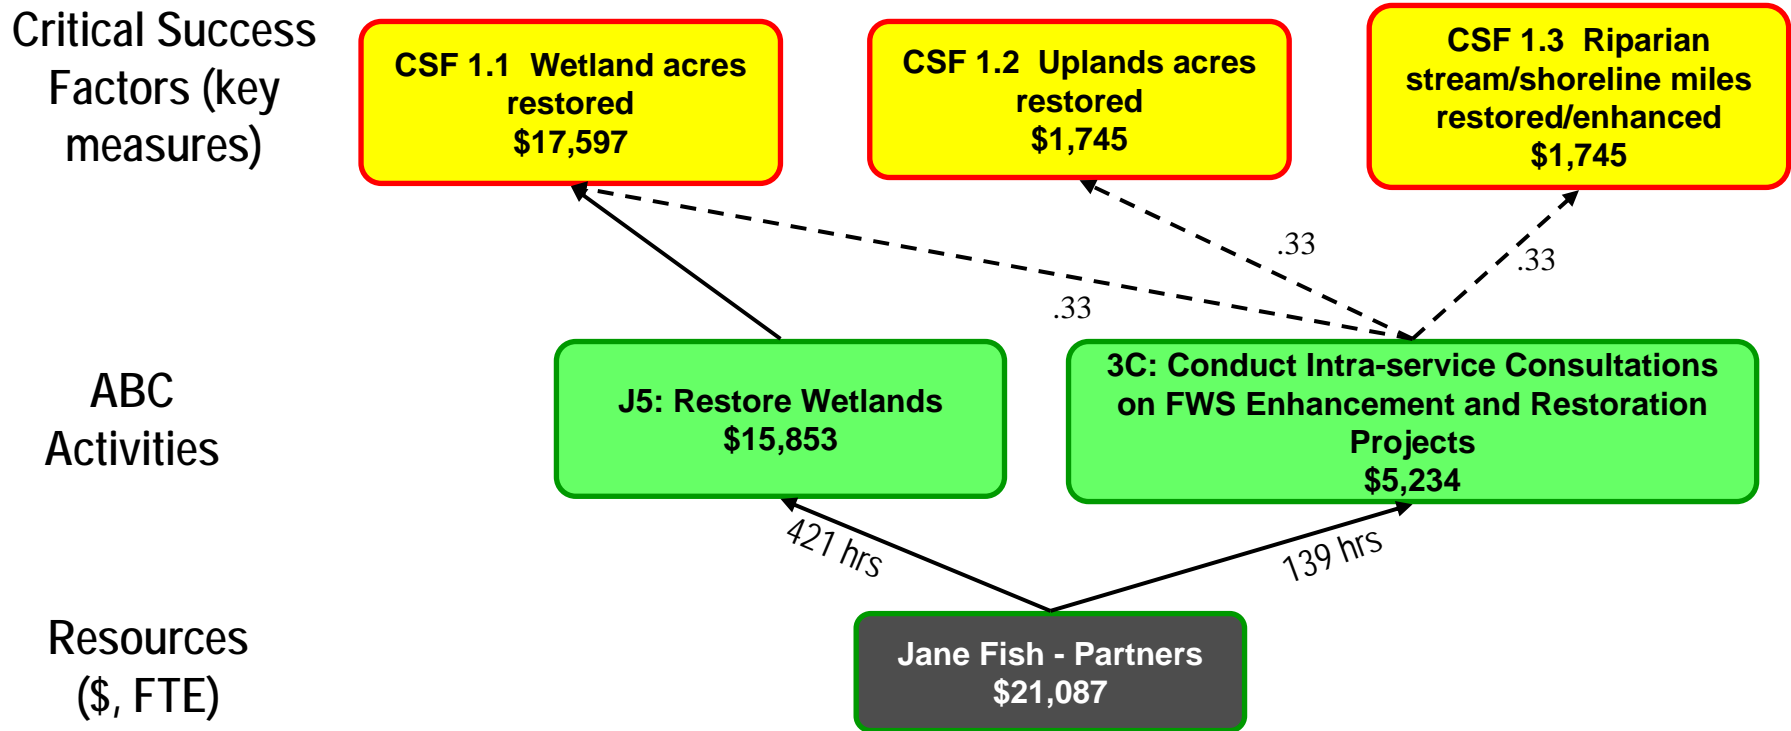 Critical Success
Factors (key
measures)
CSF 1.1 Wetland acres
restored
$17,597
CSF 1.2 Uplands acres
restored
$1,745
CSF 1.3 Riparian
stream/shoreline miles
restored/enhanced
$1,745
.33
.33
.33
ABC
Activities
J5: Restore Wetlands
$15,853
3C: Conduct Intra-service Consultations
on FWS Enhancement and Restoration
Projects
$5,234
421 hrs
139 hrs
Resources
($, FTE)
Jane Fish - Partners
$21,087